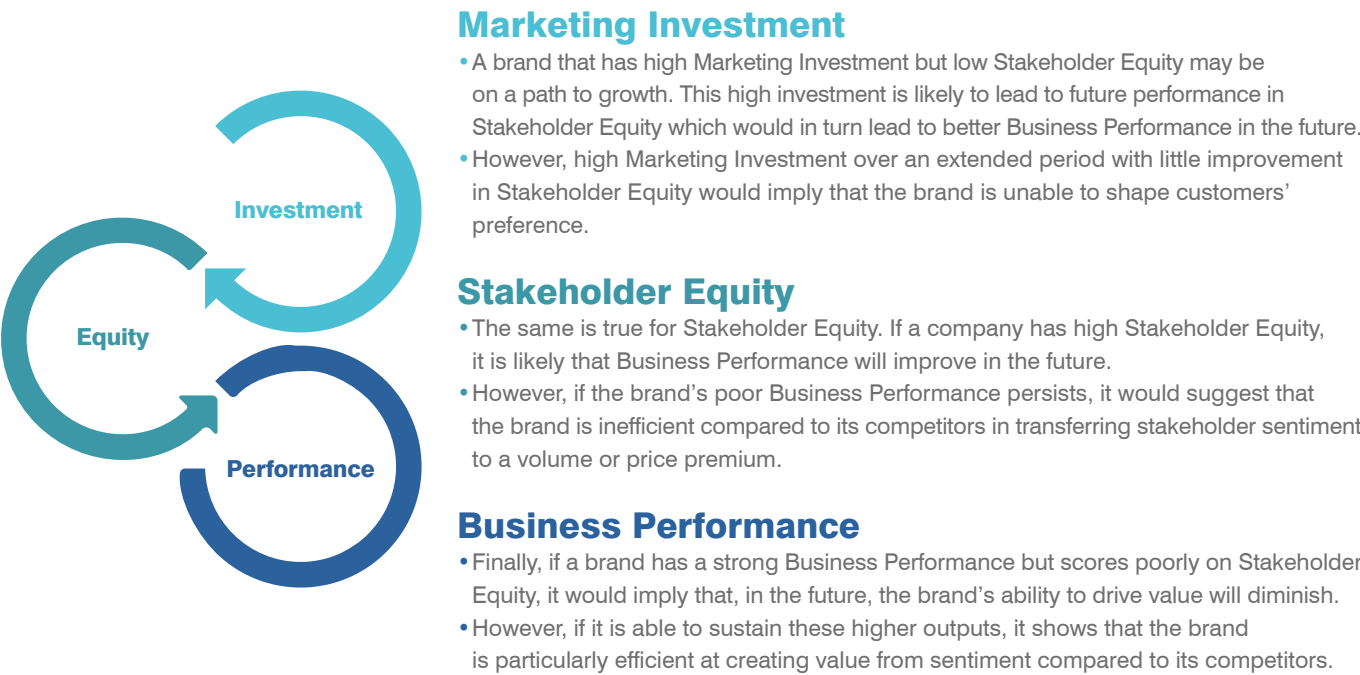 Marketing Investment
•A brand that has high Marketing Investment but low Stakeholder Equity may be
on a path to growth. This high investment is likely to lead to future performance in
Stakeholder Equity which would in turn lead to better Business Performance in the future.
•However, high Marketing Investment over an extended period with little improvement
in Stakeholder Equity would imply that the brand is unable to shape customers’
preference.
Investment
Stakeholder Equity
•The same is true for Stakeholder Equity. If a company has high Stakeholder Equity,
it is likely that Business Performance will improve in the future.
•However, if the brand’s poor Business Performance persists, it would suggest that
the brand is inefficient compared to its competitors in transferring stakeholder sentiment
to a volume or price premium.
Equity
Performance
Business Performance
•Finally, if a brand has a strong Business Performance but scores poorly on Stakeholder
Equity, it would imply that, in the future, the brand’s ability to drive value will diminish.
•However, if it is able to sustain these higher outputs, it shows that the brand
is particularly efficient at creating value from sentiment compared to its competitors.